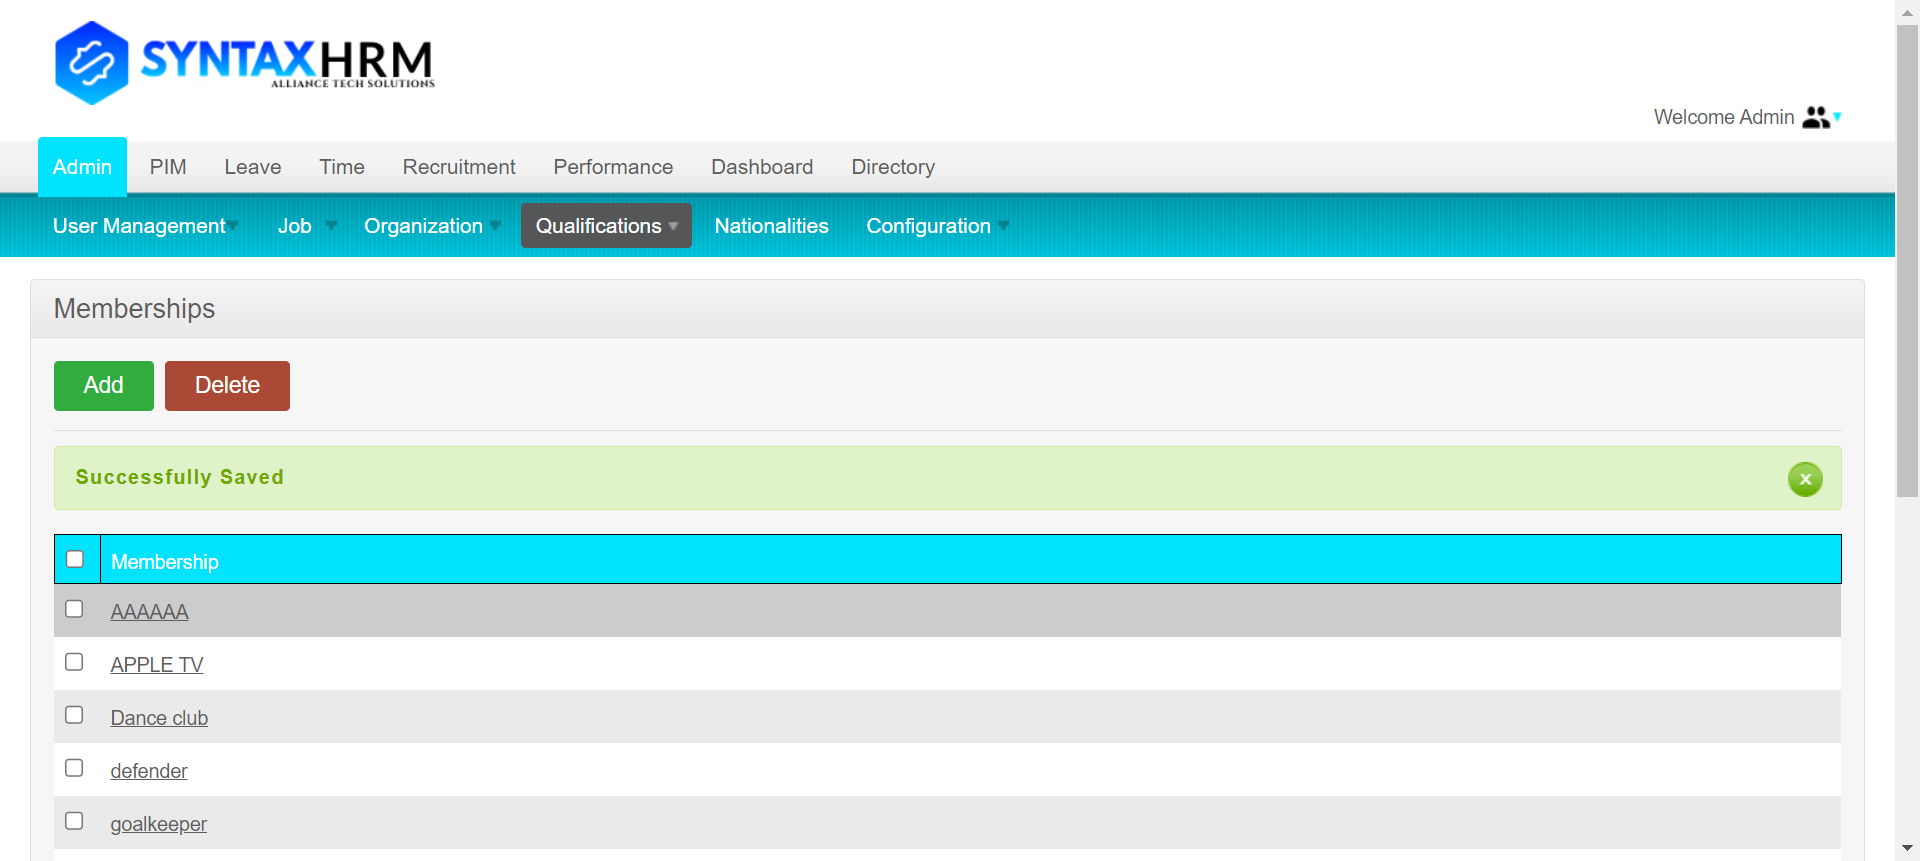 SYNTAXHRM
ALLIANCE TECH SOLUTIONS
Welcome Admin
Admin PIM Leave Time Recruitment Performance Dashboard Directory
User Management Job Organization Qualifications Nationalities Configuration
Memberships
Add Delete
Successfully Saved
x
Membership
AAAAAA
APPLE TV
Dance club
defender
goalkeeper